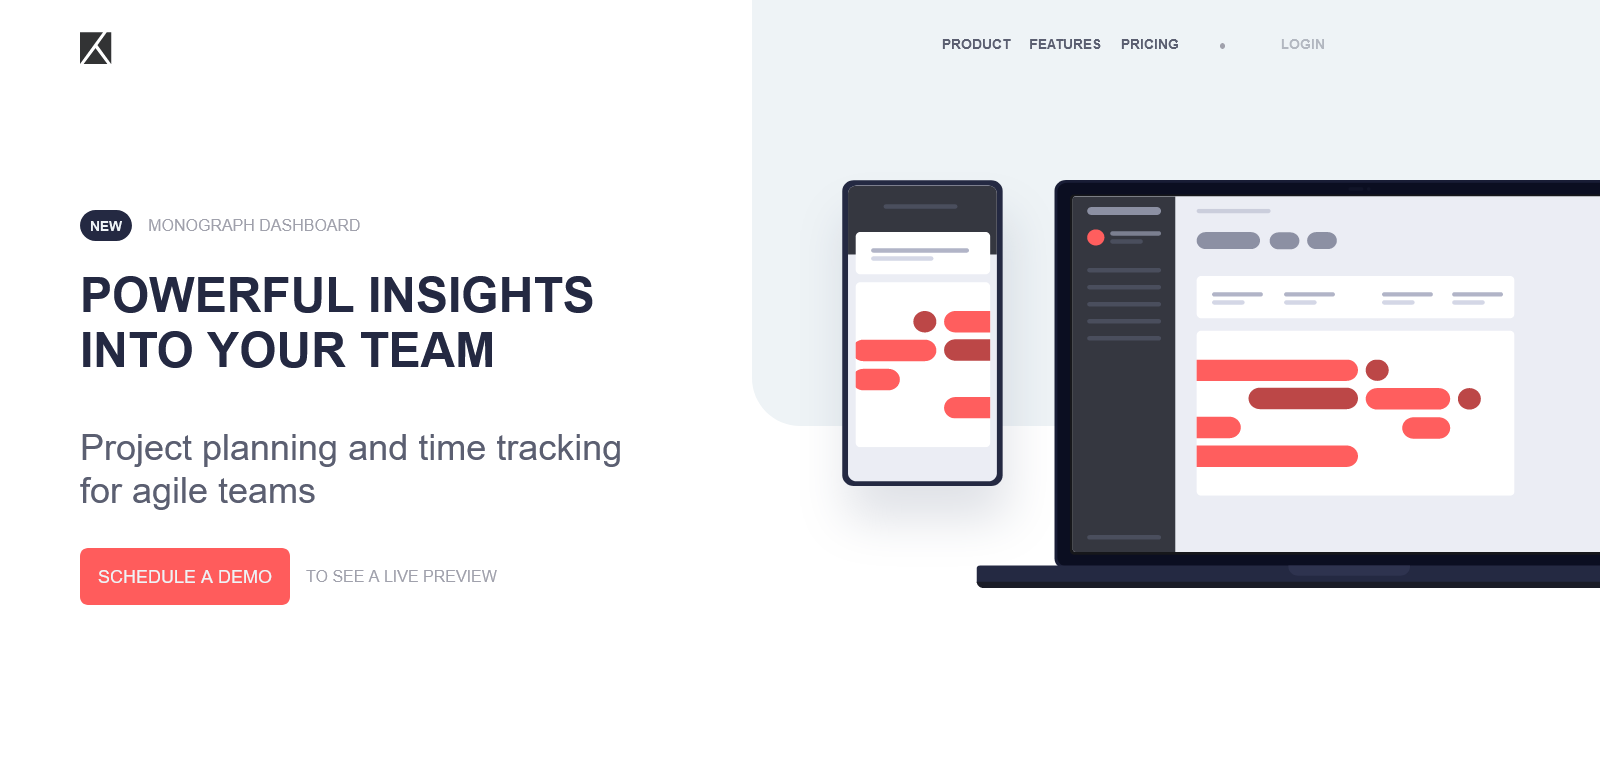 PRODUCT FEATURES PRICING • LOGIN
NEW MONOGRAPH DASHBOARD
POWERFUL INSIGHTS
INTO YOUR TEAM
Project planning and time tracking
for agile teams
SCHEDULE A DEMO TO SEE A LIVE PREVIEW